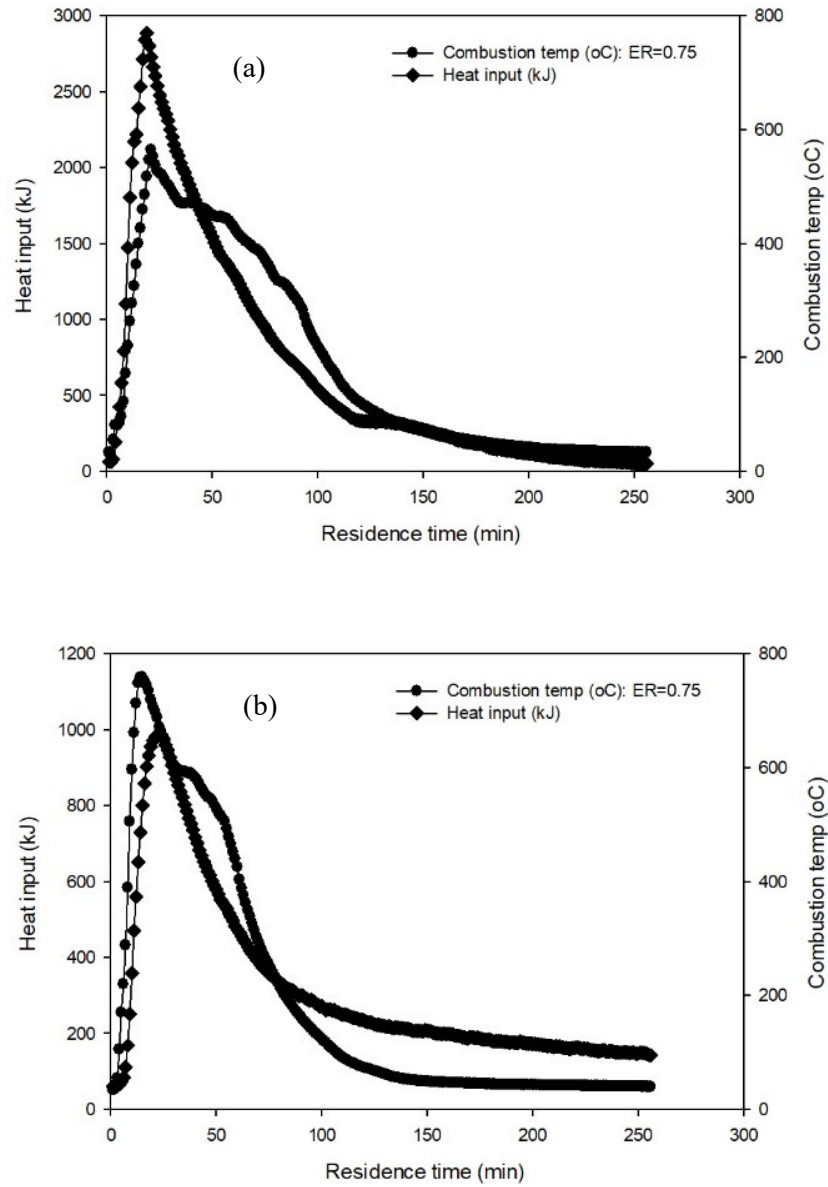 3000
2500
2000
1500
1000
500
0
Heat input (kJ)
(a)
Combustion temp (oC): ER=0.75
Heat input (kJ)
800
600
400
200
0
Combustion temp (oC)
0 50 100 150 200 250 300
Residence time (min)
1200
1000
800
600
400
200
0
Heat input (kJ)
(b)
Combustion temp (oC): ER=0.75
Heat input (kJ)
800
600
400
200
0
Combustion temp (oC)
0 50 100 150 200 250 300
Residence time (min)